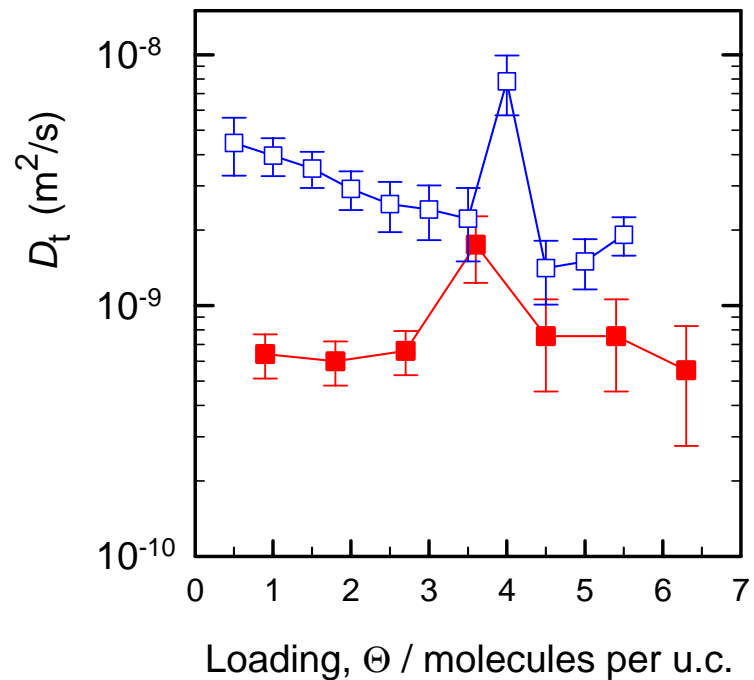 10-8
Dt (m2/s)
10-9
10-10
0 1 2 3 4 5 6 7
Loading, Θ / molecules per u.c.